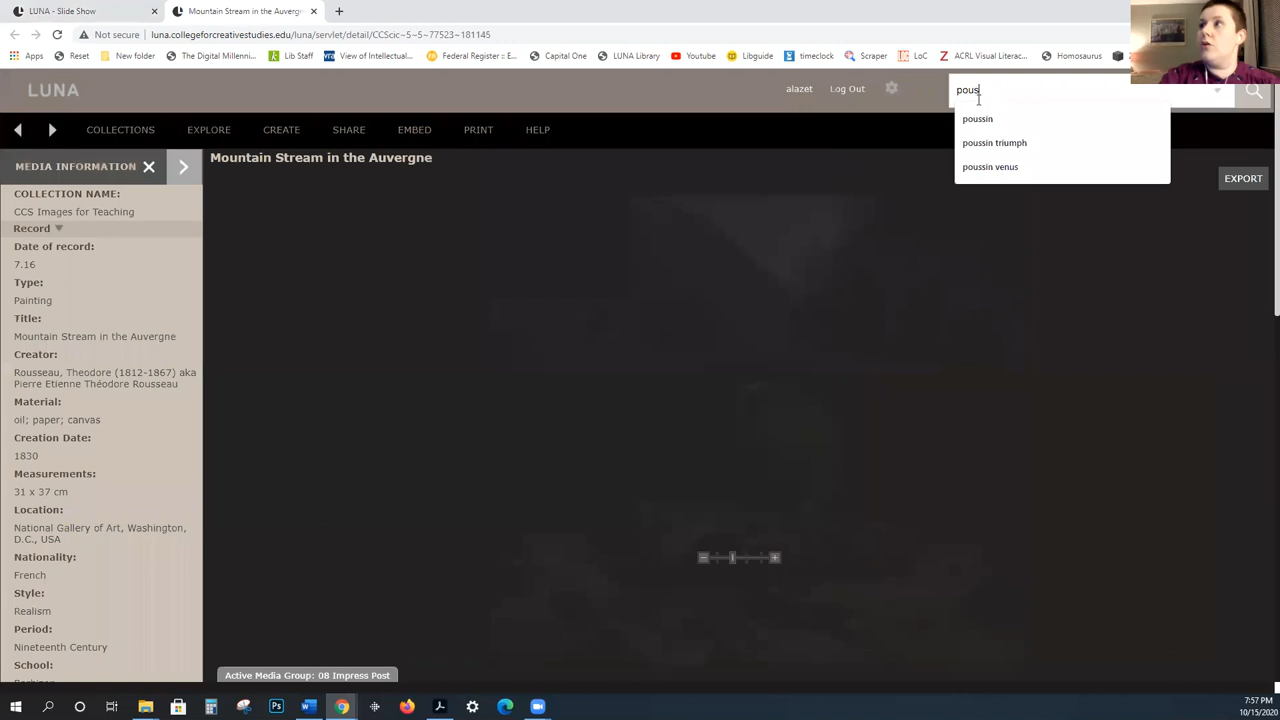 LUNA - Slide Show
Mountain Stream in the Auvergne
Not secure
luna.collegeforcreativestudies.edu/luna/servlet/detail/CCScic~5~5~77523~181145
Apps Reset New folder The Digital Millenni... Lib Staff View of Intellectual... Federal Register = E... Capital One LUNA Library Youtube Libguide timeclock Scraper LoC ACRL Visual Literac... Homosaurus
LUNA
alazet Log Out
pous
poussin
poussin triumph
poussin venus
COLLECTIONS EXPLORE CREATE SHARE EMBED PRINT HELP
MEDIA INFORMATION
Mountain Stream in the Auvergne
EXPORT
COLLECTION NAME:
CCS Images for Teaching
Record
Date of record:
7.16
Type:
Painting
Title:
Mountain Stream in the Auvergne
Creator:
Rousseau, Theodore (1812-1867) aka
Pierre Etienne Théodore Rousseau
Material:
oil; paper; canvas
Creation Date:
1830
Measurements:
31 x 37 cm
Location:
National Gallery of Art, Washington,
D.C., USA
Nationality:
French
Style:
Realism
Period:
Nineteenth Century
School:
Active Media Group: 08 Impress Post
7:57 PM
10/15/2020